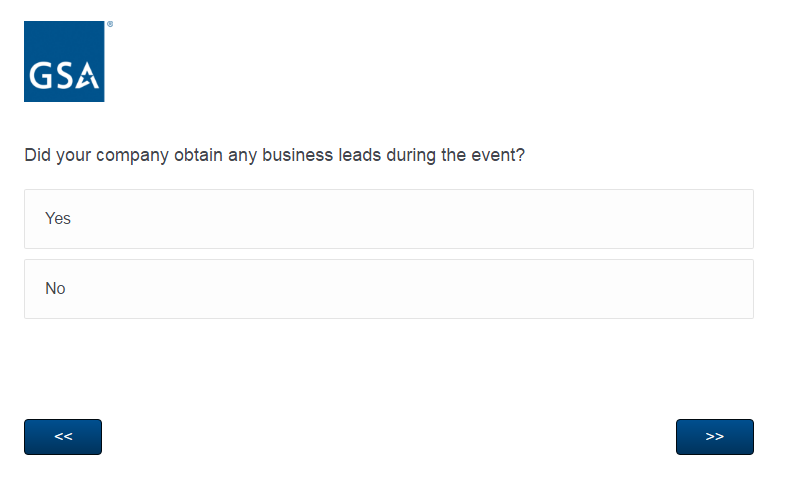 GSA®
Did your company obtain any business leads during the event?
Yes
No
<< >>